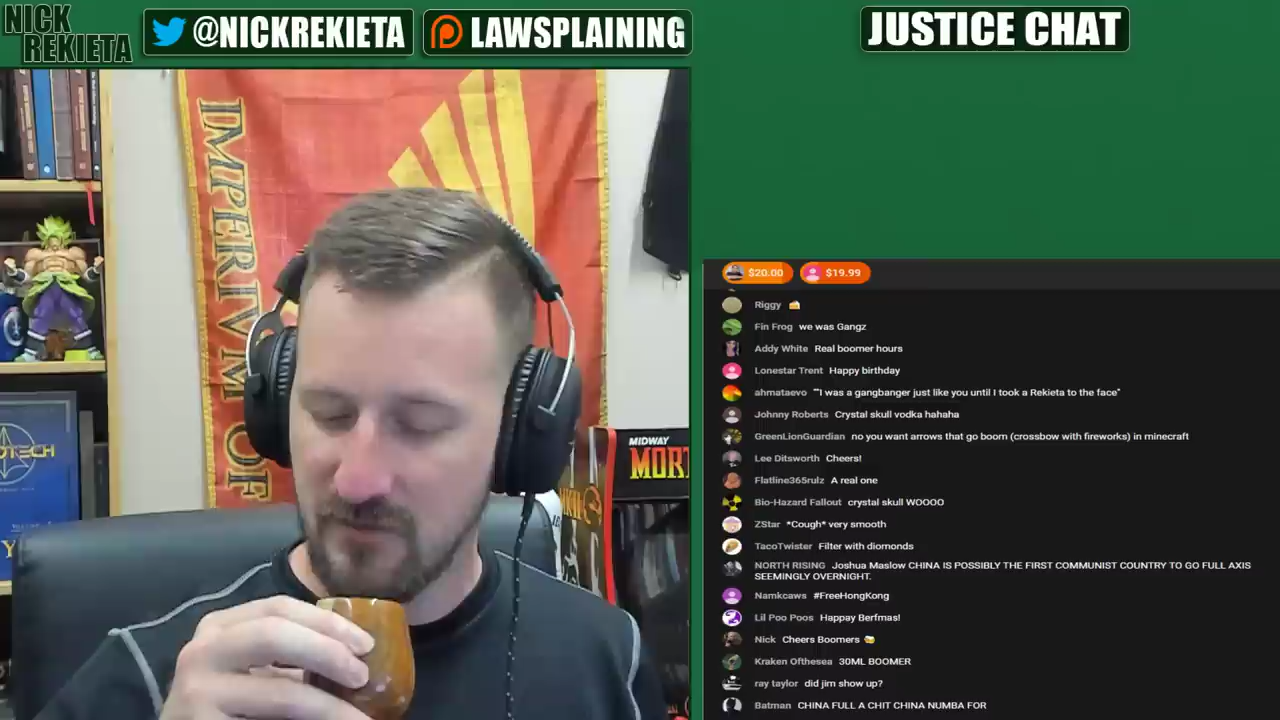 NICK
REKIETA
@NICKREKIETA
LAWSPLAINING
JUSTICE CHAT
IMPERIVM OF
MIDWAY
MORT
$20.00
$19.99
Riggy
Fin Frog we was Gangz
Addy White Real boomer hours
Lonestar Trent Happy birthday
ahmataevo ""I was a gangbanger just like you until I took a Rekieta to the face"
Johnny Roberts Crystal skull vodka hahaha
GreenLionGuardian no you want arrows that go boom (crossbow with fireworks) in minecraft
Lee Ditsworth Cheers!
Flatline365rulz A real one
Bio-Hazard Fallout crystal skull WOOOO
ZStar *Cough* very smooth
TacoTwister Filter with diomonds
NORTH RISING Joshua Maslow CHINA IS POSSIBLY THE FIRST COMMUNIST COUNTRY TO GO FULL AXIS
SEEMINGLY OVERNIGHT.
Namkcaws #FreeHongKong
Lil Poo Poos Happay Berfmas!
Nick Cheers Boomers
Kraken Ofthesea 30ML BOOMER
ray taylor did jim show up?
Batman CHINA FULL A CHIT CHINA NUMBA FOR